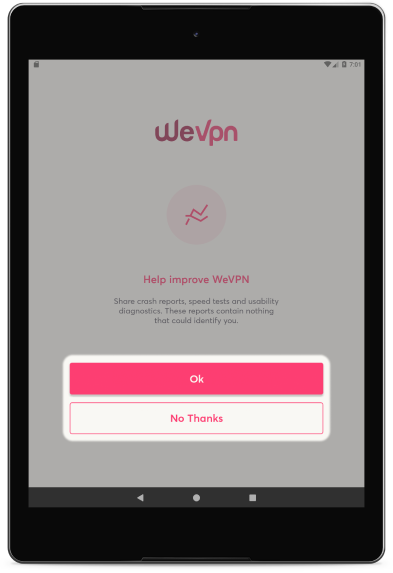 7:01
WeVpn
Help improve WeVPN
Share crash reports, speed tests and usability
diagnostics. These reports contain nothing
that could identify you.
Ok
No Thanks